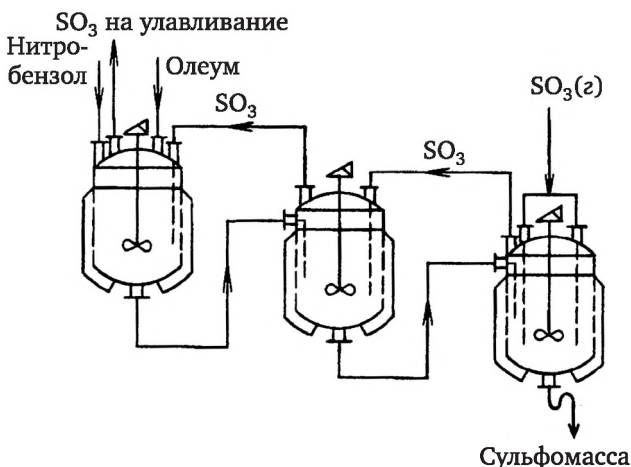 SO₃ на улавливание
Нитро-
бензол
Олеум
SO₃
SO₃
SO₃(г)
Сульфомасса